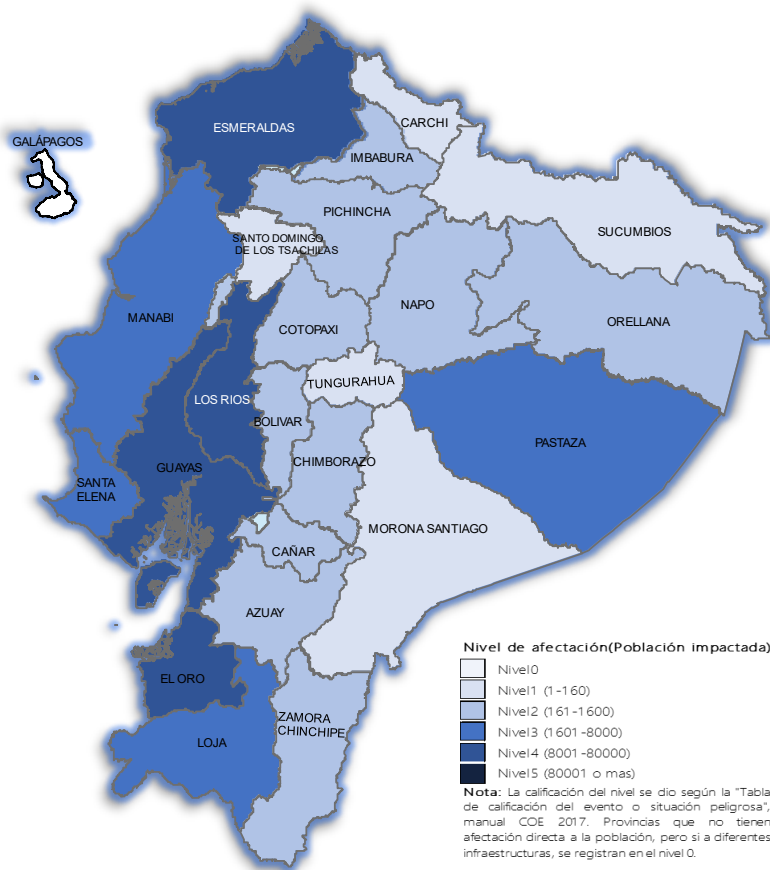 ESMERALDAS
CARCHI
GALÁPAGOS
IMBABURA
PICHINCHA
SUCUMBIOS
SANTO DOMINGO
DE LOS TSACHILAS
NAPO
MANABI
ORELLANA
COTOPAXI
TUNGURAHUA
LOS RIOS
BOLIVAR
PASTAZA
CHIMBORAZO
GUAYAS
SANTA
ELENA
MORONA SANTIAGO
CAÑAR
AZUAY
EL ORO
ZAMORA
CHINCHIPE
LOJA
Nivel de afectación(Población impactada)
Nivel0
Nivel1 (1-160)
Nivel2 (161-1600)
Nivel3 (1601-8000)
Nivel4 (8001-80000)
Nivel5 (80001 o mas)
Nota: La calificación del nivel se dio según la "Tabla
de calificación del evento o situación peligrosa",
manual COE 2017. Provincias que no tienen
afectación directa a la población, pero si a diferentes
infraestructuras, se registran en el nivel 0.